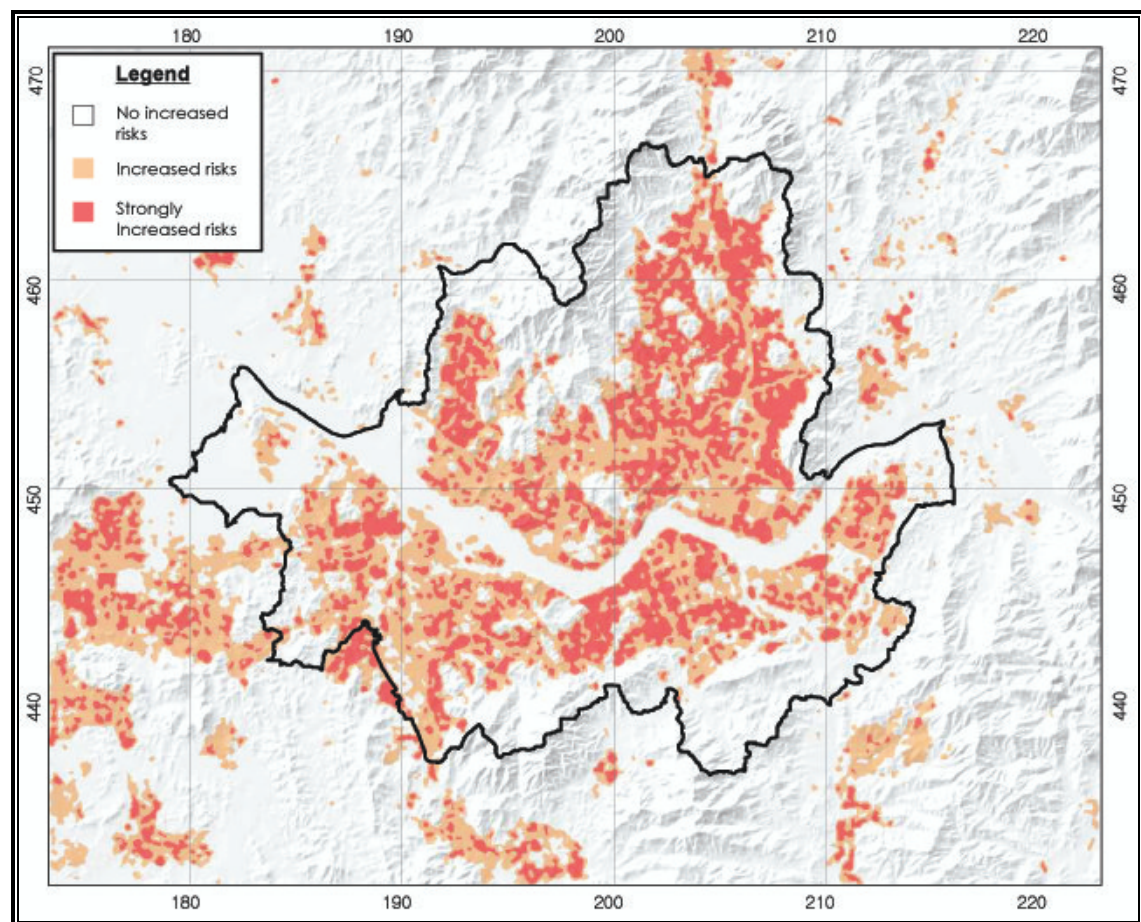 180 190 200 210 220
470 470
Legend
No increased
risks
Increased risks
Strongly
Increased risks
460 460
450 450
440 440
180 190 200 210 220